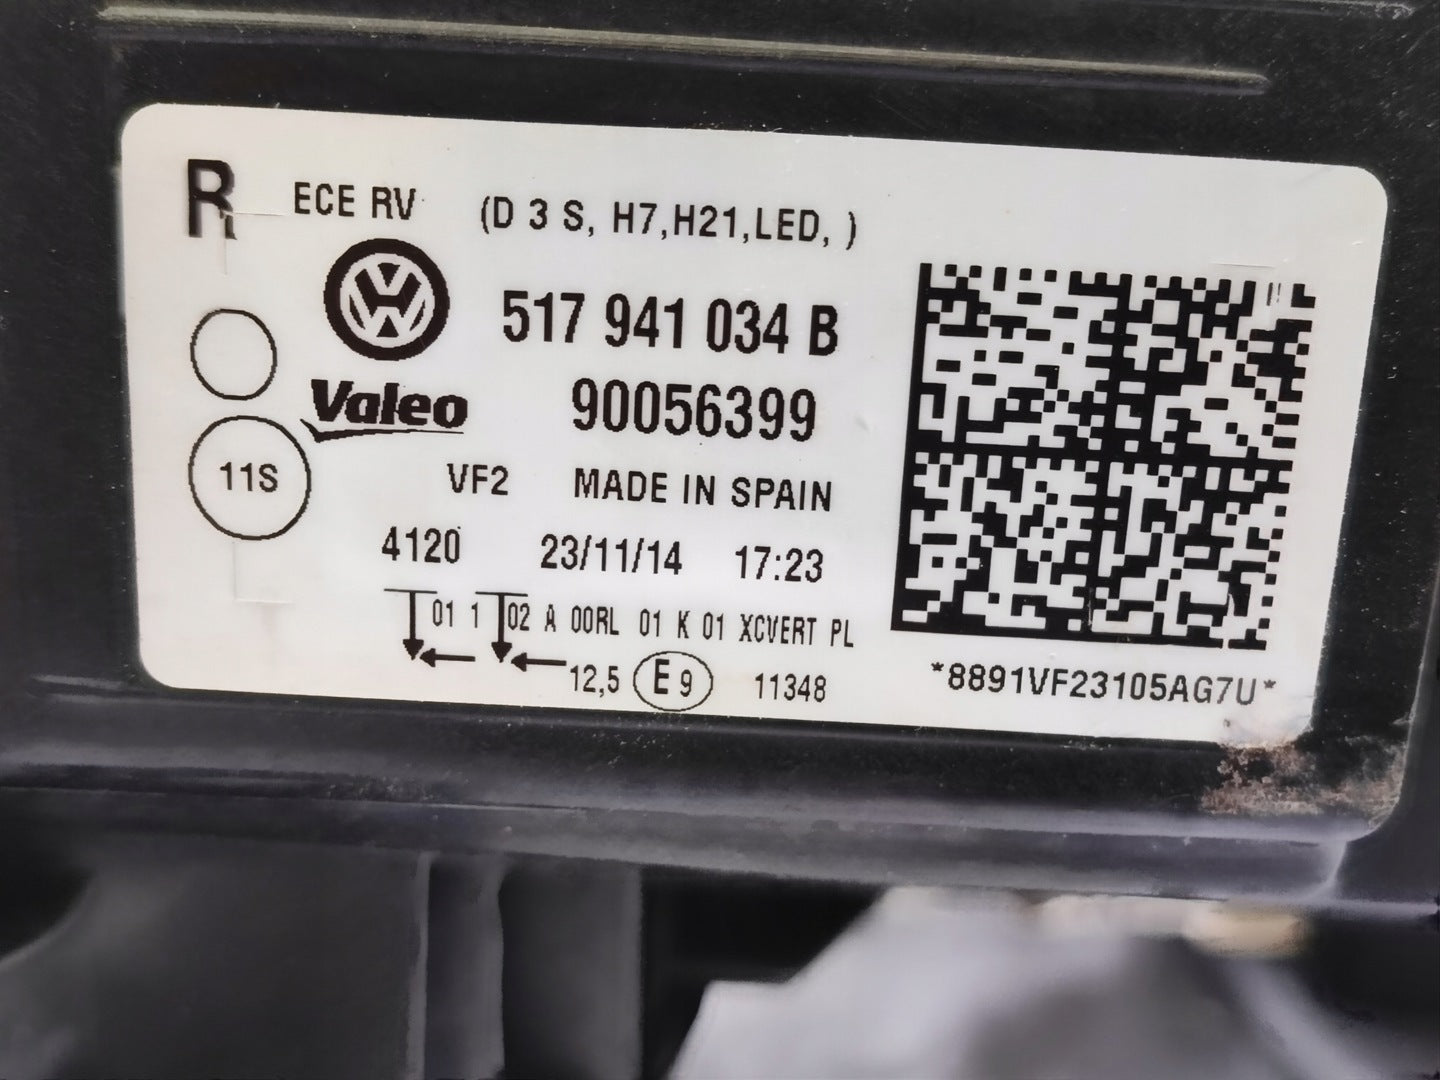 R ECE RV (D 3 S, H7,H21,LED, )
517 941 034 B
Valeo 90056399
11S VF2 MADE IN SPAIN
4120 23/11/14 17:23
01 1 02 A 00RL 01 K 01 XCVERT PL
12,5 E 9 11348
*8891VF23105AG7U*